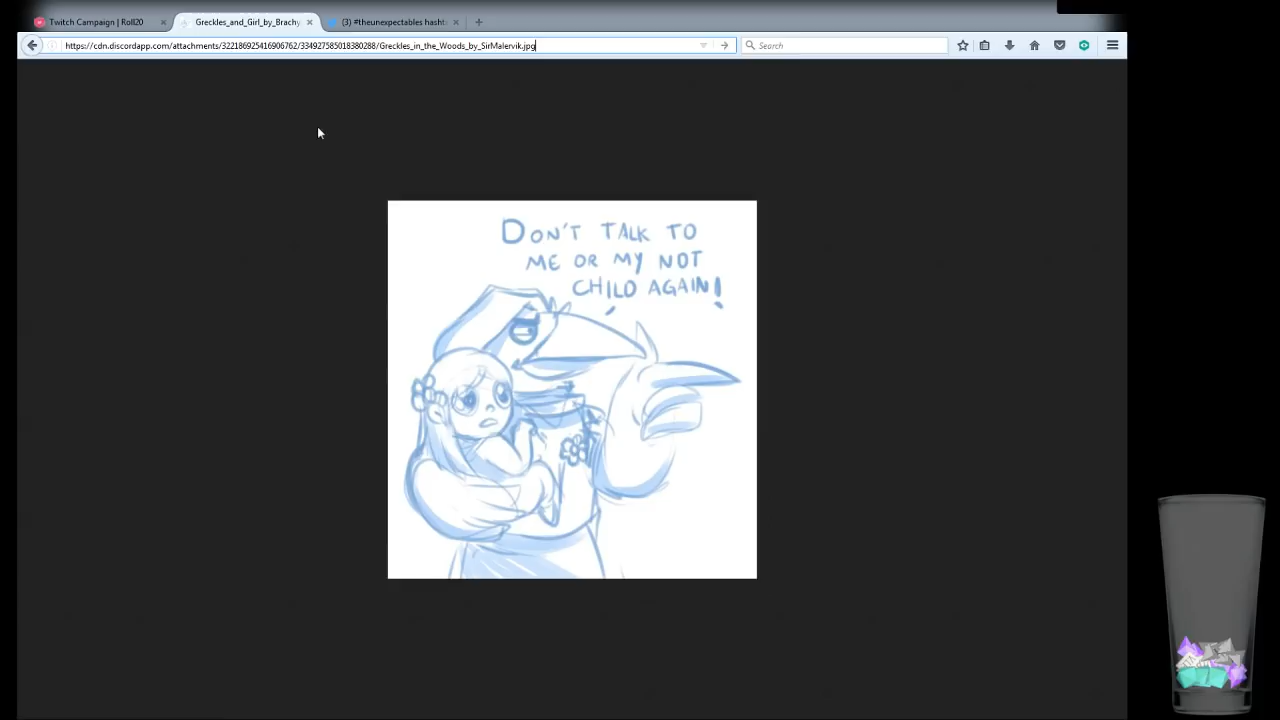 Twitch Campaign | Roll20
Greckles_and_Girl_by_Brachy
(3) #theunexpectables hasht
https://cdn.discordapp.com/attachments/322186925416906762/334927585018380288/Greckles_in_the_Woods_by_SirMalervik.jpg
Search
DON'T TALK TO
ME OR MY NOT
CHILD AGAIN!